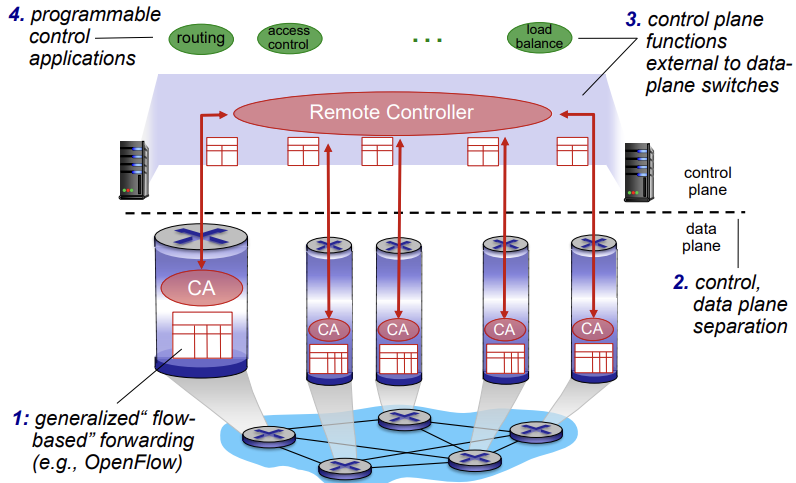 4. programmable
control
applications
routing
access
control
...
load
balance
3. control plane
functions
external to data-
plane switches
Remote Controller
control
plane
data
plane
CA
CA
CA
CA
CA
2. control,
data plane
separation
1: generalized“ flow-
based” forwarding
(e.g., OpenFlow)